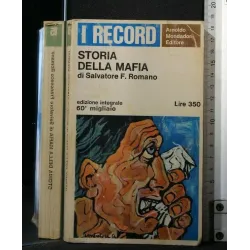 I RECORD
Arnoldo
Mondadori
Editore
STORIA
DELLA MAFIA
di Salvatore F. Romano
edizione integrale
60° migliaio
Lire 350